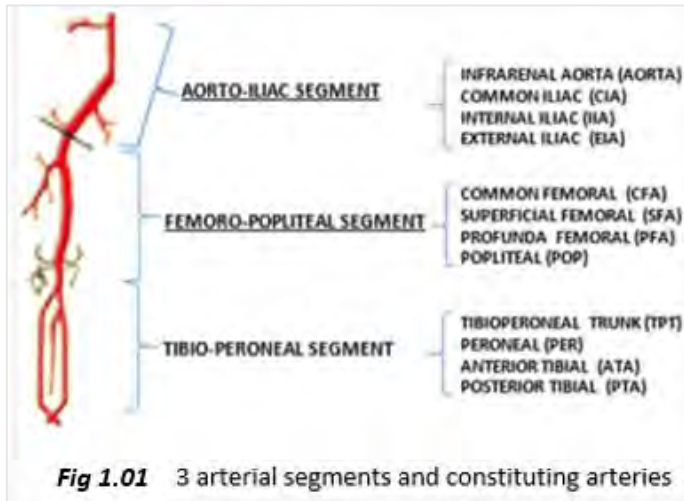 AORTO-ILIAC SEGMENT
INFRARENAL AORTA (AORTA)
COMMON ILIAC (CIA)
INTERNAL ILIAC (IIA)
EXTERNAL ILIAC (EIA)
FEMORO-POPLITEAL SEGMENT
COMMON FEMORAL (CFA)
SUPERFICIAL FEMORAL (SFA)
PROFUNDA FEMORAL (PFA)
POPLITEAL (POP)
TIBIO-PERONEAL SEGMENT
TIBIOPERONEAL TRUNK (TPT)
PERONEAL (PER)
ANTERIOR TIBIAL (ATA)
POSTERIOR TIBIAL (PTA)
Fig 1.01 3 arterial segments and constituting arteries